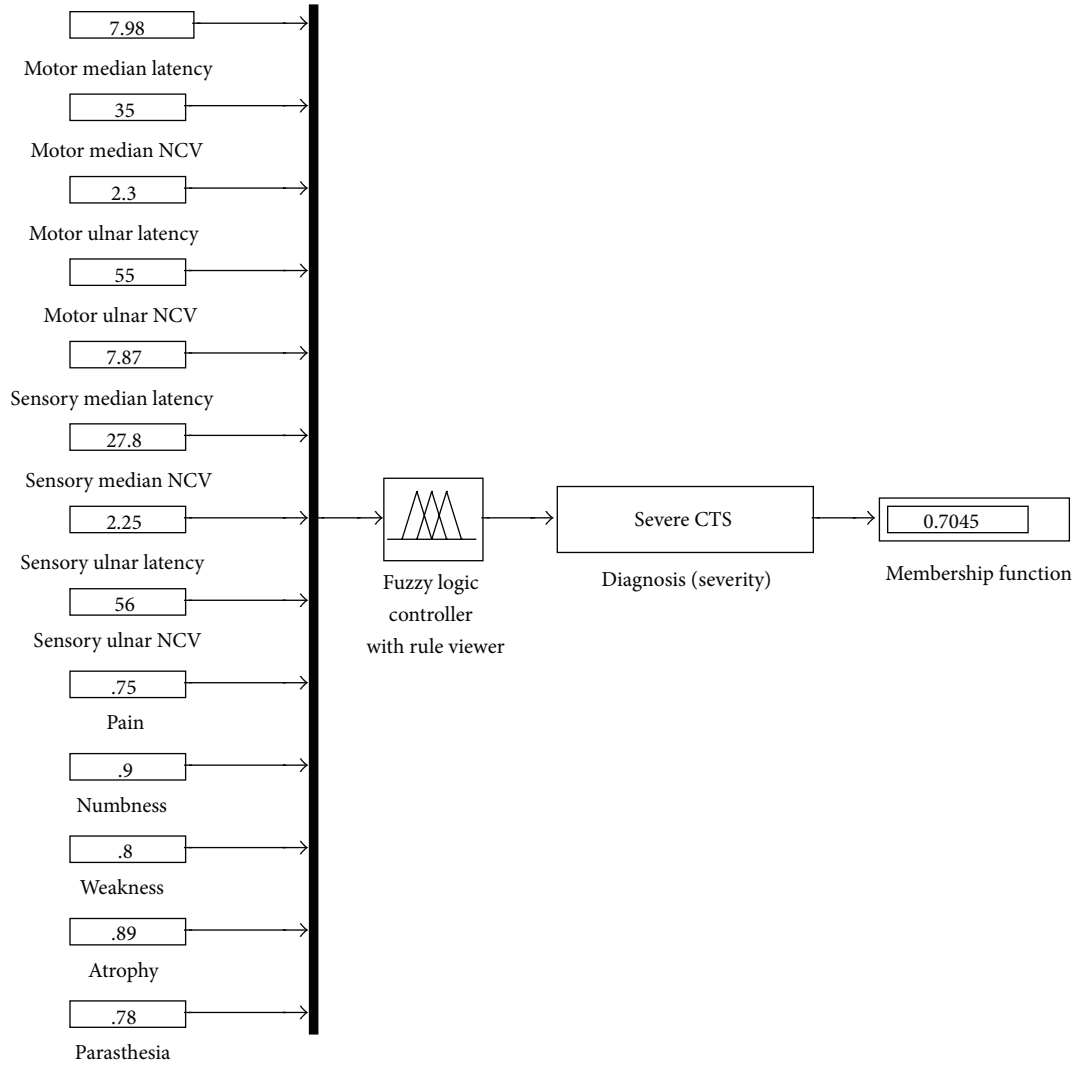 7.98
Motor median latency
35
Motor median NCV
2.3
Motor ulnar latency
55
Motor ulnar NCV
7.87
Sensory median latency
27.8
Sensory median NCV
2.25
Sensory ulnar latency
56
Sensory ulnar NCV
.75
Pain
.9
Numbness
.8
Weakness
.89
Atrophy
.78
Parasthesia
Fuzzy logic
controller
with rule viewer
Severe CTS
Diagnosis (severity)
0.7045
Membership function